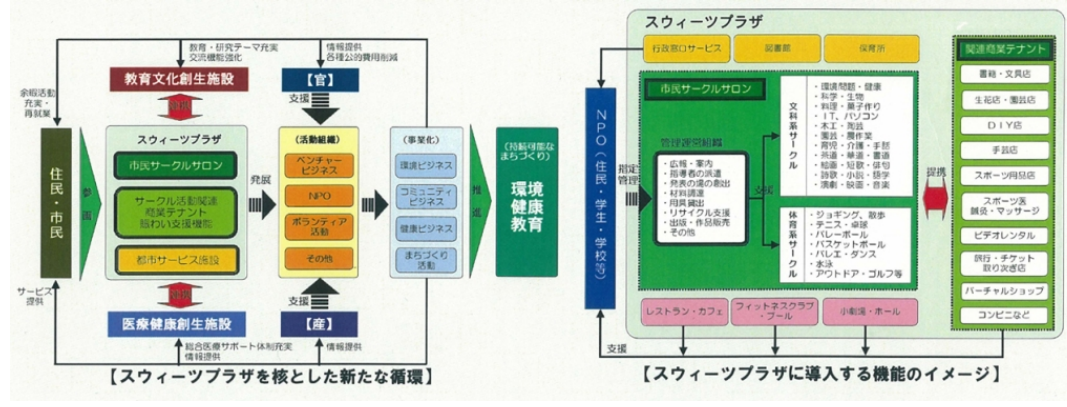 教育・研究テーマ充実
交流機能強化
情報提供
各種公的費用削減
教育文化創生施設
【官】
余暇活動
充実・
再就業
連携
支援
住民・市民
参画
スウィーツプラザ
市民サークルサロン
サークル活動関連
商業テナント
賑わい支援機能
都市サービス施設
発展
〈活動組織〉
ベンチャー
ビジネス
NPO
ボランティア
活動
その他
〈事業化〉
環境ビジネス
コミュニティ
ビジネス
健康ビジネス
まちづくり
活動
推進
(持続可能な
まちづくり)
環境
健康
教育
サービス
提供
連携
支援
医療健康創生施設
【産】
総合医療サポート体制充実
情報提供
情報提供
【スウィーツプラザを核とした新たな循環】
スウィーツプラザ
行政窓口サービス
図書館
保育所
NPO(住民・学生・学校等)
指定
管理
市民サークルサロン
管理運営組織
・広報・案内
・指導者の派遣
・発表の場の創出
・材料調達
・用具貸出
・リサイクル支援
・出版・作品販売
・その他
支援
文科系サークル
・環境問題・健康
・科学・生物
・料理・菓子作り
・IT、パソコン
・木工・陶芸
・園芸・農作業
・育児・介護・手話
・茶道・華道・書道
・絵画・短歌・俳句
・詩歌・小説・語学
・演劇・映画・音楽
体育系サークル
・ジョギング、散歩
・テニス・卓球
・バレーボール
・バスケットボール
・バレエ・ダンス
・水泳
・アウトドア・ゴルフ等
提携
関連商業テナント
書籍・文具店
生花店・園芸店
DIY店
手芸店
スポーツ用品店
スポーツ医
鍼灸・マッサージ
ビデオレンタル
旅行・チケット
取り次ぎ店
バーチャルショップ
コンビニなど
レストラン・カフェ
フィットネスクラブ
・プール
小劇場・ホール
支援
【スウィーツプラザに導入する機能のイメージ】